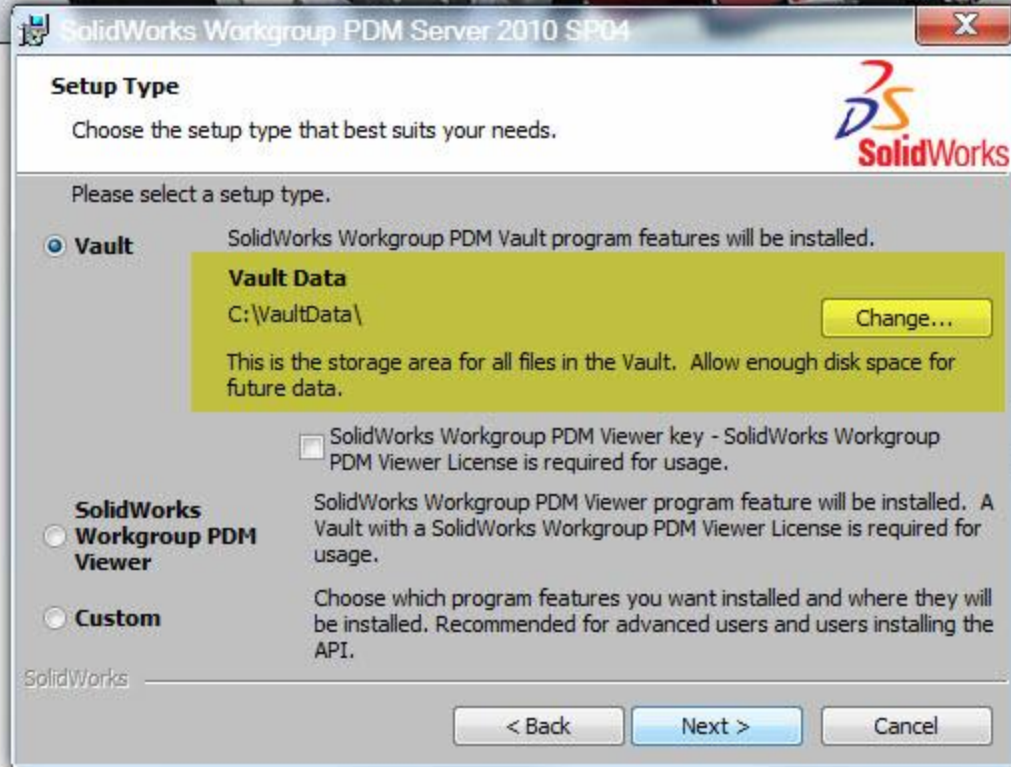 SolidWorks Workgroup PDM Server 2010 SP04
X
Setup Type
Choose the setup type that best suits your needs.
DS
SolidWorks
Please select a setup type.
Vault
SolidWorks Workgroup PDM Vault program features will be installed.
Vault Data
C:\VaultData\
Change...
This is the storage area for all files in the Vault.  Allow enough disk space for
future data.
SolidWorks Workgroup PDM Viewer key - SolidWorks Workgroup
PDM Viewer License is required for usage.
SolidWorks
Workgroup PDM
Viewer
SolidWorks Workgroup PDM Viewer program feature will be installed.  A
Vault with a SolidWorks Workgroup PDM Viewer License is required for
usage.
Custom
Choose which program features you want installed and where they will
be installed. Recommended for advanced users and users installing the
API.
SolidWorks
< Back
Next >
Cancel